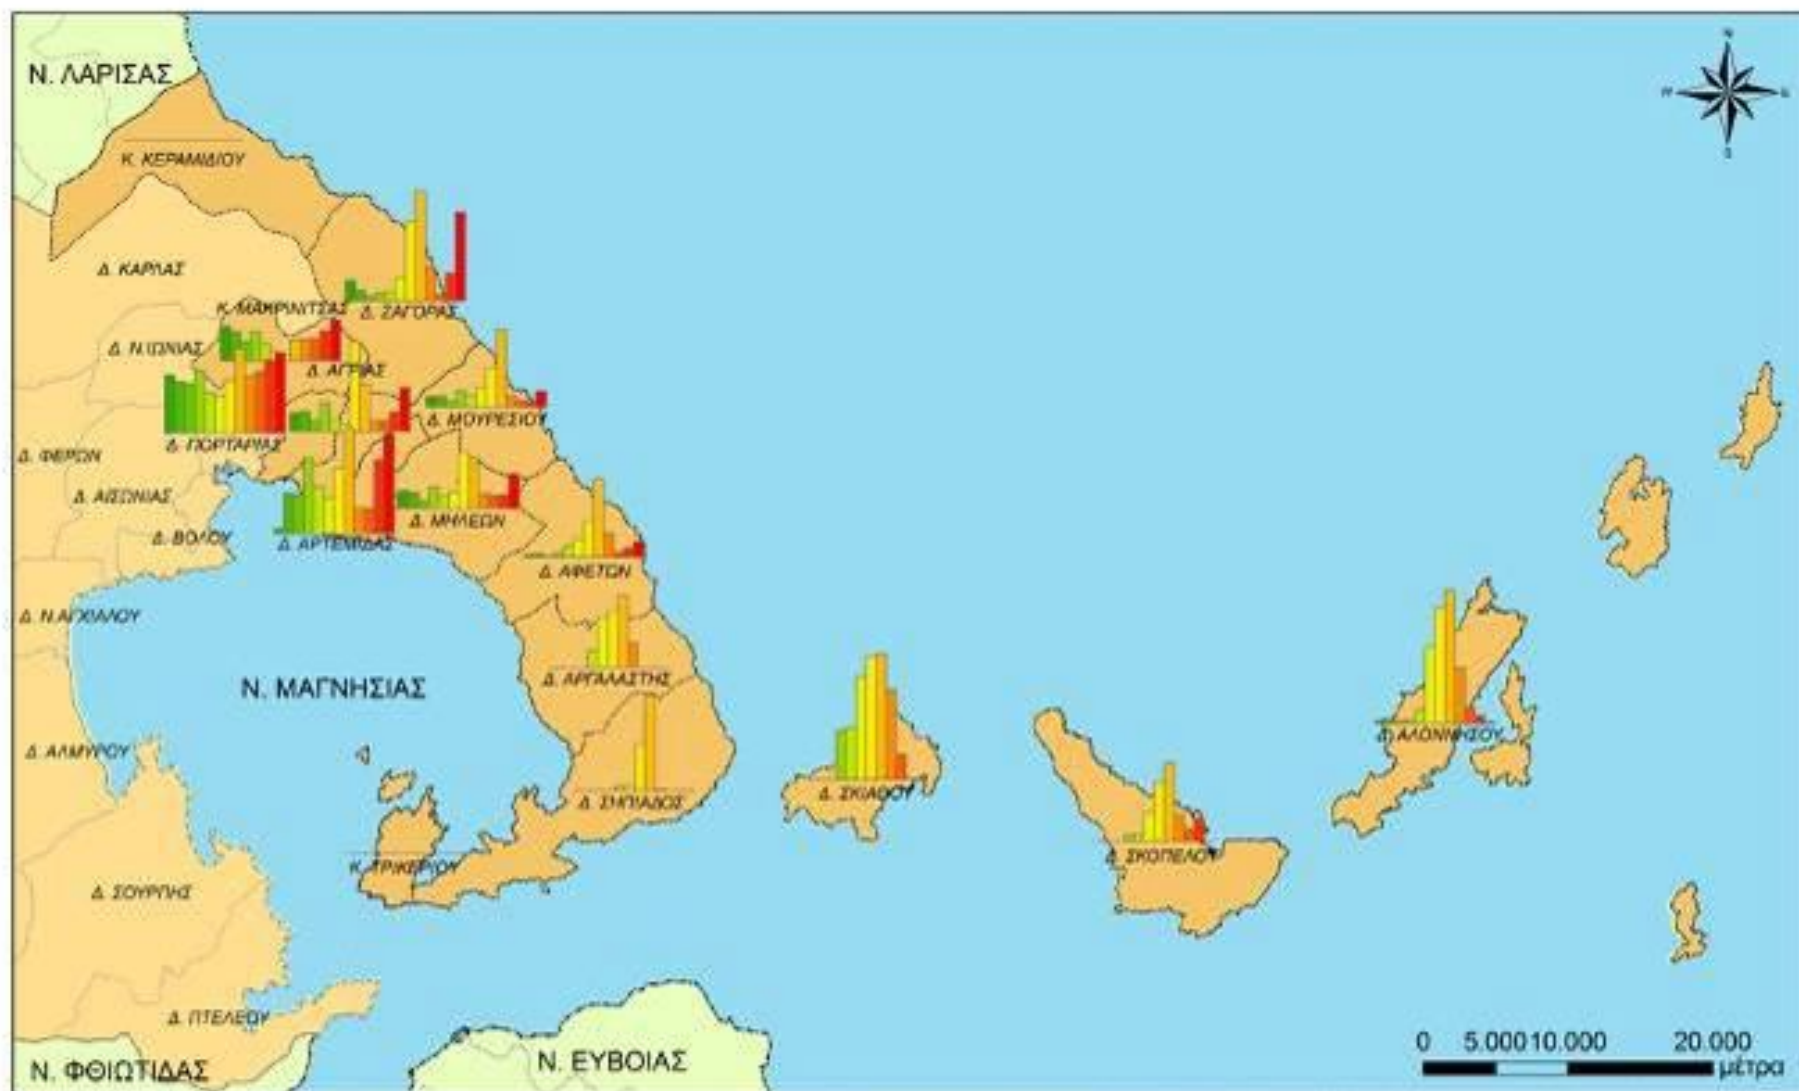 N
Ν. ΛΑΡΙΣΑΣ
Κ. ΚΕΡΑΜΙΔΙΟΥ
Δ. ΚΑΡΛΑΣ
Κ. ΜΑΚΡΙΝΙΤΣΑΣ
Δ. ΖΑΓΟΡΑΣ
Δ. Ν.ΙΩΝΙΑΣ
Δ. ΑΓΡΙΑΣ
Δ. ΜΟΥΡΕΣΙΟΥ
Δ. ΠΟΡΤΑΡΙΑΣ
Δ. ΦΕΡΩΝ
Δ. ΑΙΣΩΝΙΑΣ
Δ. ΜΗΛΕΩΝ
Δ. ΒΟΛΟΥ
Δ. ΑΡΤΕΜΙΔΑΣ
Δ. ΑΦΕΤΩΝ
Δ. Ν.ΑΓΧΙΑΛΟΥ
Δ. ΑΡΓΑΛΑΣΤΗΣ
Ν. ΜΑΓΝΗΣΙΑΣ
Δ. ΑΛΟΝΝΗΣΟΥ
Δ. ΑΛΜΥΡΟΥ
Δ. ΣΗΠΙΑΔΟΣ
Δ. ΣΚΙΑΘΟΥ
Δ. ΣΚΟΠΕΛΟΥ
Κ. ΤΡΙΚΕΡΙΟΥ
Δ. ΣΟΥΡΠΗΣ
Δ. ΠΤΕΛΕΟΥ
0 5.000 10.000 20.000
μέτρα
Ν. ΕΥΒΟΙΑΣ
Ν. ΦΘΙΩΤΙΔΑΣ